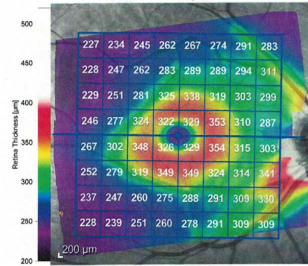 500
450
400
350
300
250
200
Retina Thickness [µm]
227 234 245 262 267 274 291 283
228 247 262 283 289 289 294 311
229 251 281 325 338 319 303 299
246 277 324 322 329 353 310 287
267 302 348 326 329 354 315 303
252 279 319 349 349 324 314 341
237 247 260 275 288 291 309 330
228 239 251 260 278 291 309 309
200 µm